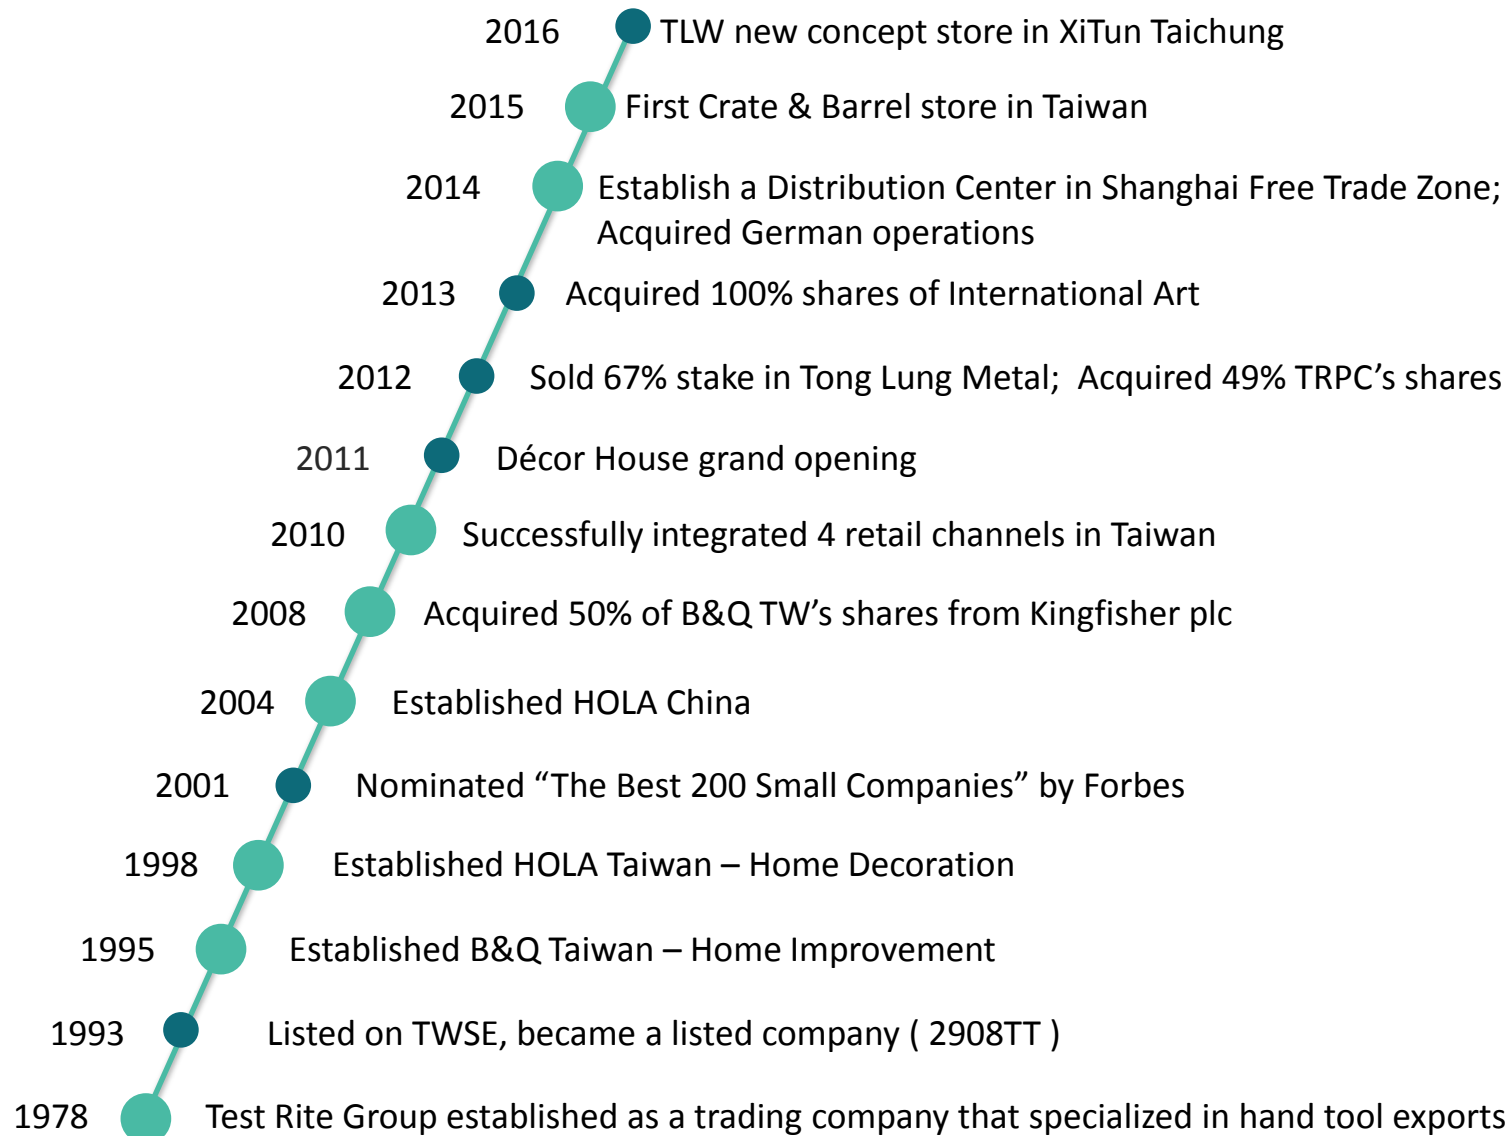 2016 TLW new concept store in XiTun Taichung
2015 First Crate & Barrel store in Taiwan
2014 Establish a Distribution Center in Shanghai Free Trade Zone;
Acquired German operations
2013 Acquired 100% shares of International Art
2012 Sold 67% stake in Tong Lung Metal;  Acquired 49% TRPC’s shares
2011 Décor House grand opening
2010 Successfully integrated 4 retail channels in Taiwan
2008 Acquired 50% of B&Q TW’s shares from Kingfisher plc
2004 Established HOLA China
2001 Nominated “The Best 200 Small Companies” by Forbes
1998 Established HOLA Taiwan – Home Decoration
1995 Established B&Q Taiwan – Home Improvement
1993 Listed on TWSE, became a listed company ( 2908TT )
1978 Test Rite Group established as a trading company that specialized in hand tool exports